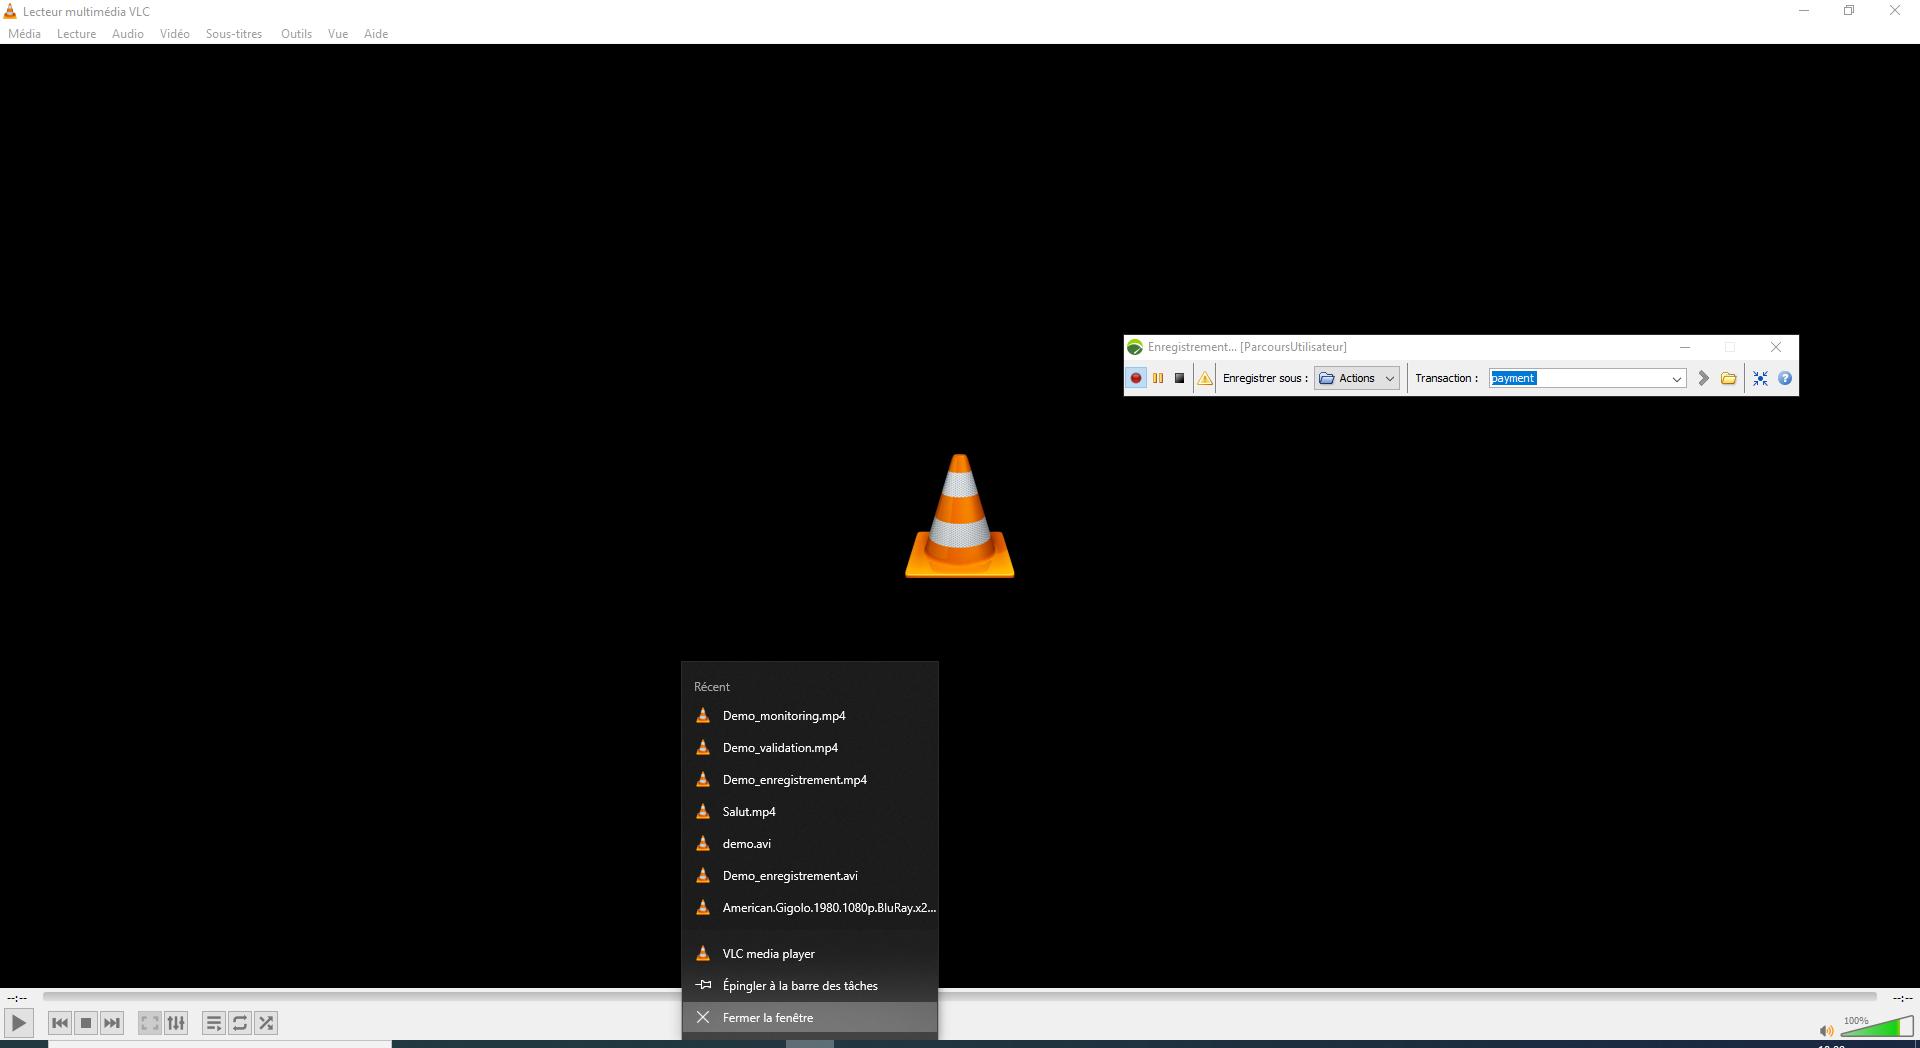 Lecteur multimédia VLC
Média Lecture Audio Vidéo Sous-titres Outils Vue Aide
Enregistrement... [ParcoursUtilisateur]
Enregistrer sous : Actions Transaction : payment
Récent
Demo_monitoring.mp4
Demo_validation.mp4
Demo_enregistrement.mp4
Salut.mp4
demo.avi
Demo_enregistrement.avi
American.Gigolo.1980.1080p.BluRay.x2...
VLC media player
Épingler à la barre des tâches
Fermer la fenêtre
--:-- --:--
100%